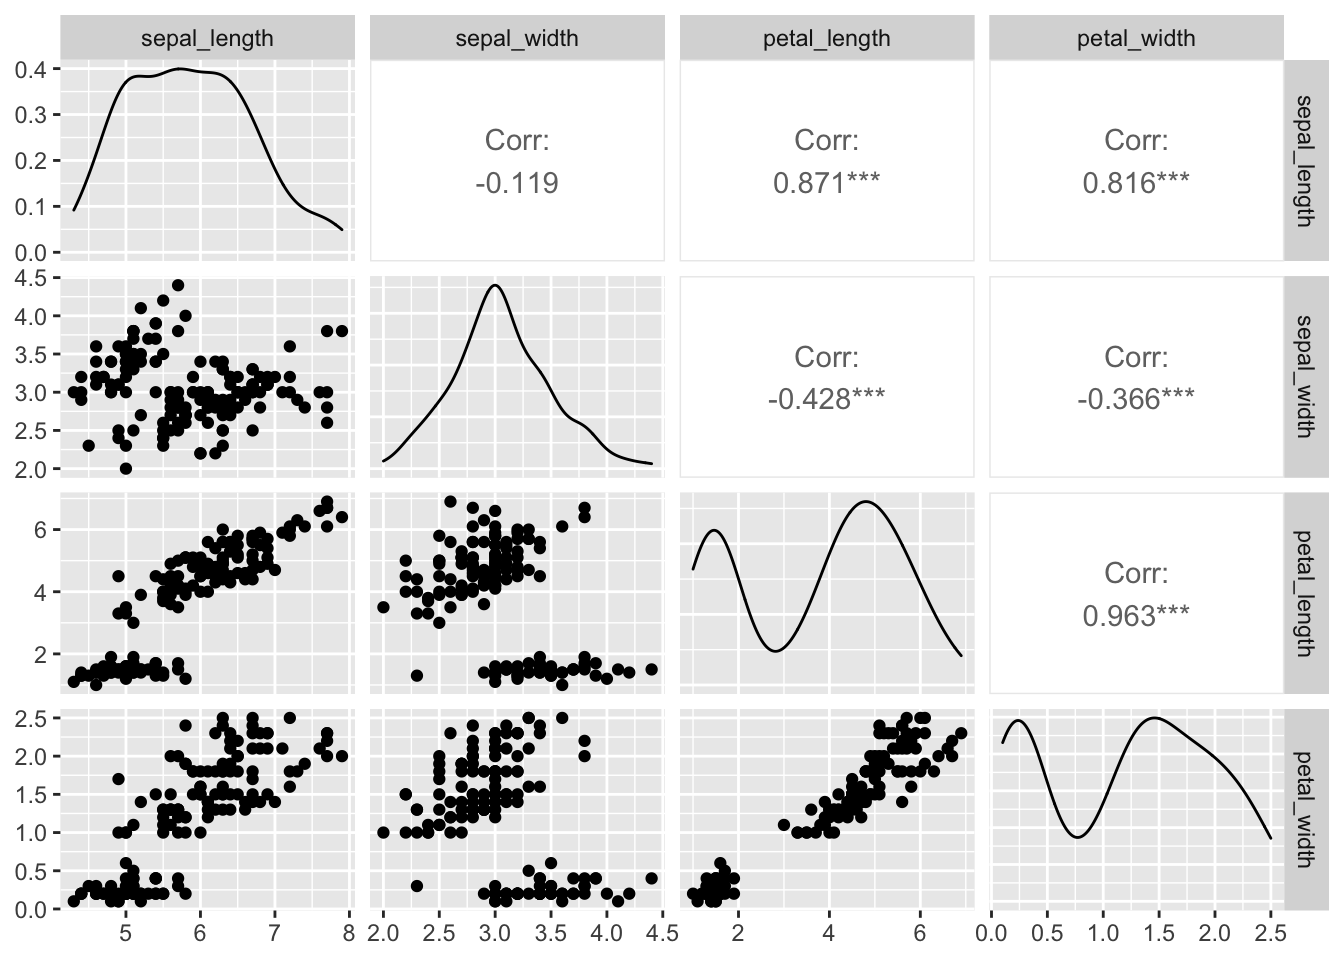 sepal_length sepal_width petal_length petal_width
0.4
0.3
0.2
0.1
0.0
Corr:
-0.119
Corr:
0.871***
Corr:
0.816***
sepal_length
4.5
4.0
3.5
3.0
2.5
2.0
Corr:
-0.428***
Corr:
-0.366***
sepal_width
6
4
2
Corr:
0.963***
petal_length
2.5
2.0
1.5
1.0
0.5
0.0
petal_width
5 6 7 8 2.0 2.5 3.0 3.5 4.0 4.5 2 4 6 0.0 0.5 1.0 1.5 2.0 2.5